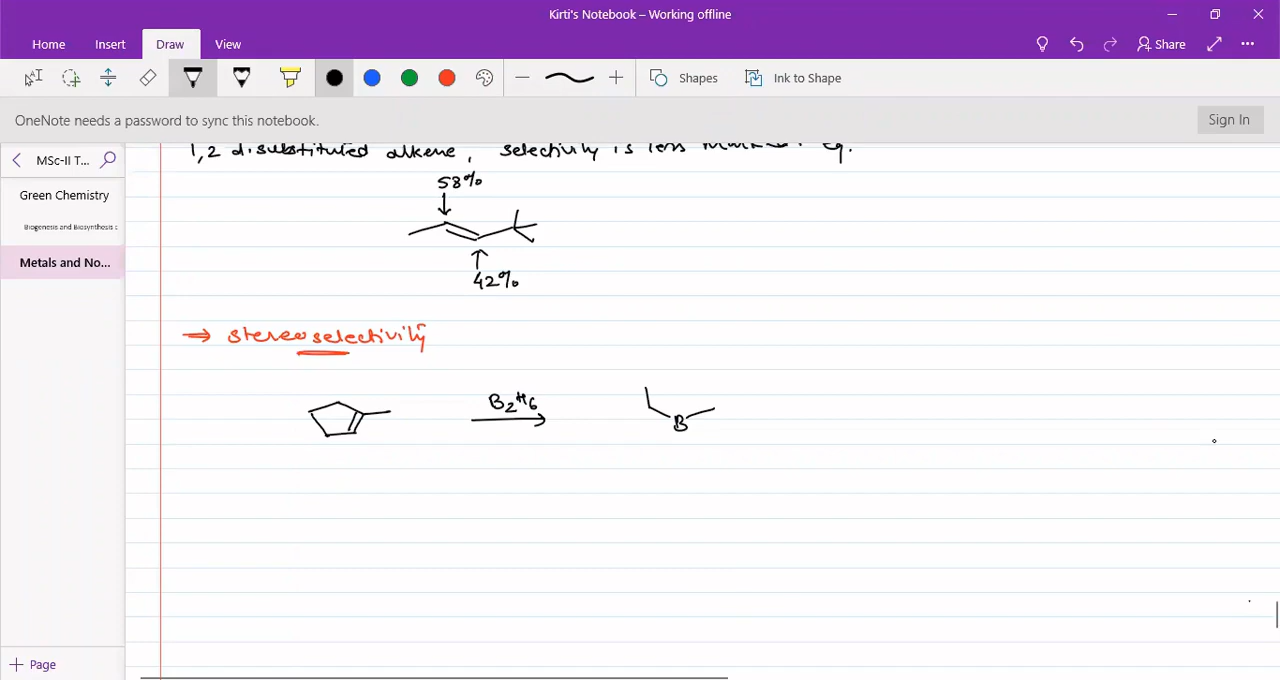 Kirti's Notebook – Working offline
Home Insert Draw View
Share
Shapes Ink to Shape
OneNote needs a password to sync this notebook.
Sign In
MSc-II T...
Green Chemistry
Biogenesis and Biosynthesis
Metals and No...
Page
1,2 disubstituted alkene, selectivity is less eg.
58%
42%
⇒ Stereoselectivity
B2H6
B